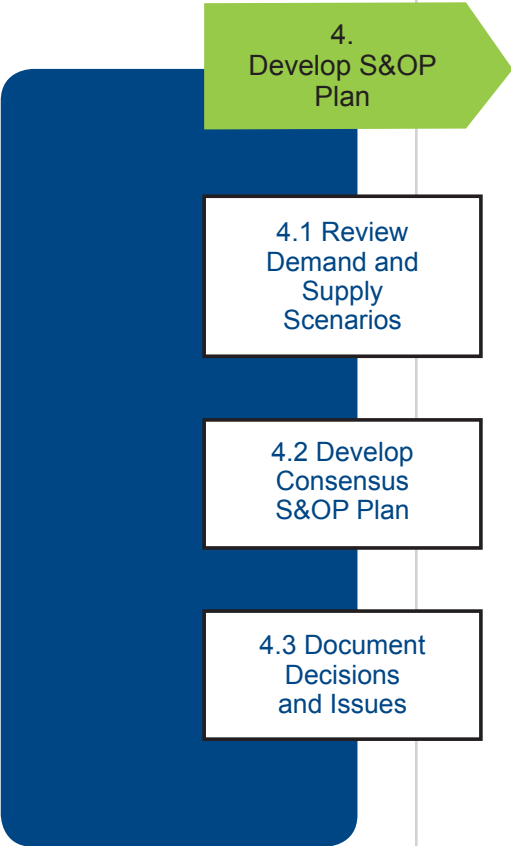 4.
Develop S&OP
Plan
4.1 Review
Demand and
Supply
Scenarios
4.2 Develop
Consensus
S&OP Plan
4.3 Document
Decisions
and Issues